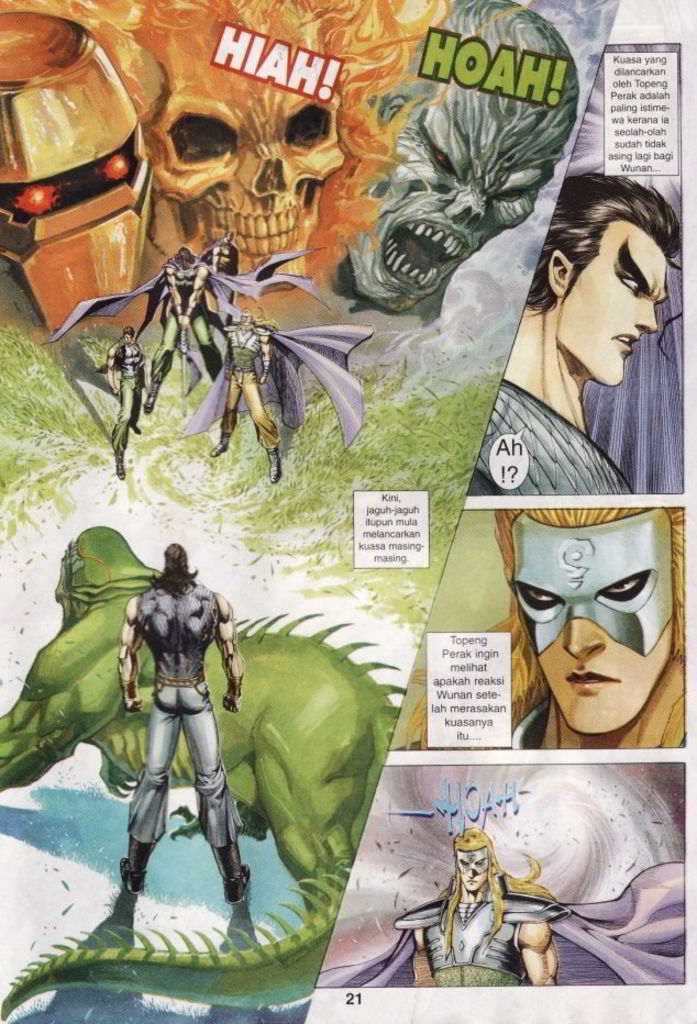 HIAH!
HOAH!
Kuasa yang
dilancarkan
oleh Topeng
Perak adalah
paling istime-
wa kerana ia
seolah-olah
sudah tidak
asing lagi bagi
Wunan...
Ah
!?
Kini,
jaguh-jaguh
itupun mula
melancarkan
kuasa masing-
masing.
Topeng
Perak ingin
melihat
apakah reaksi
Wunan sete-
lah merasakan
kuasanya
itu....
HOAH
21